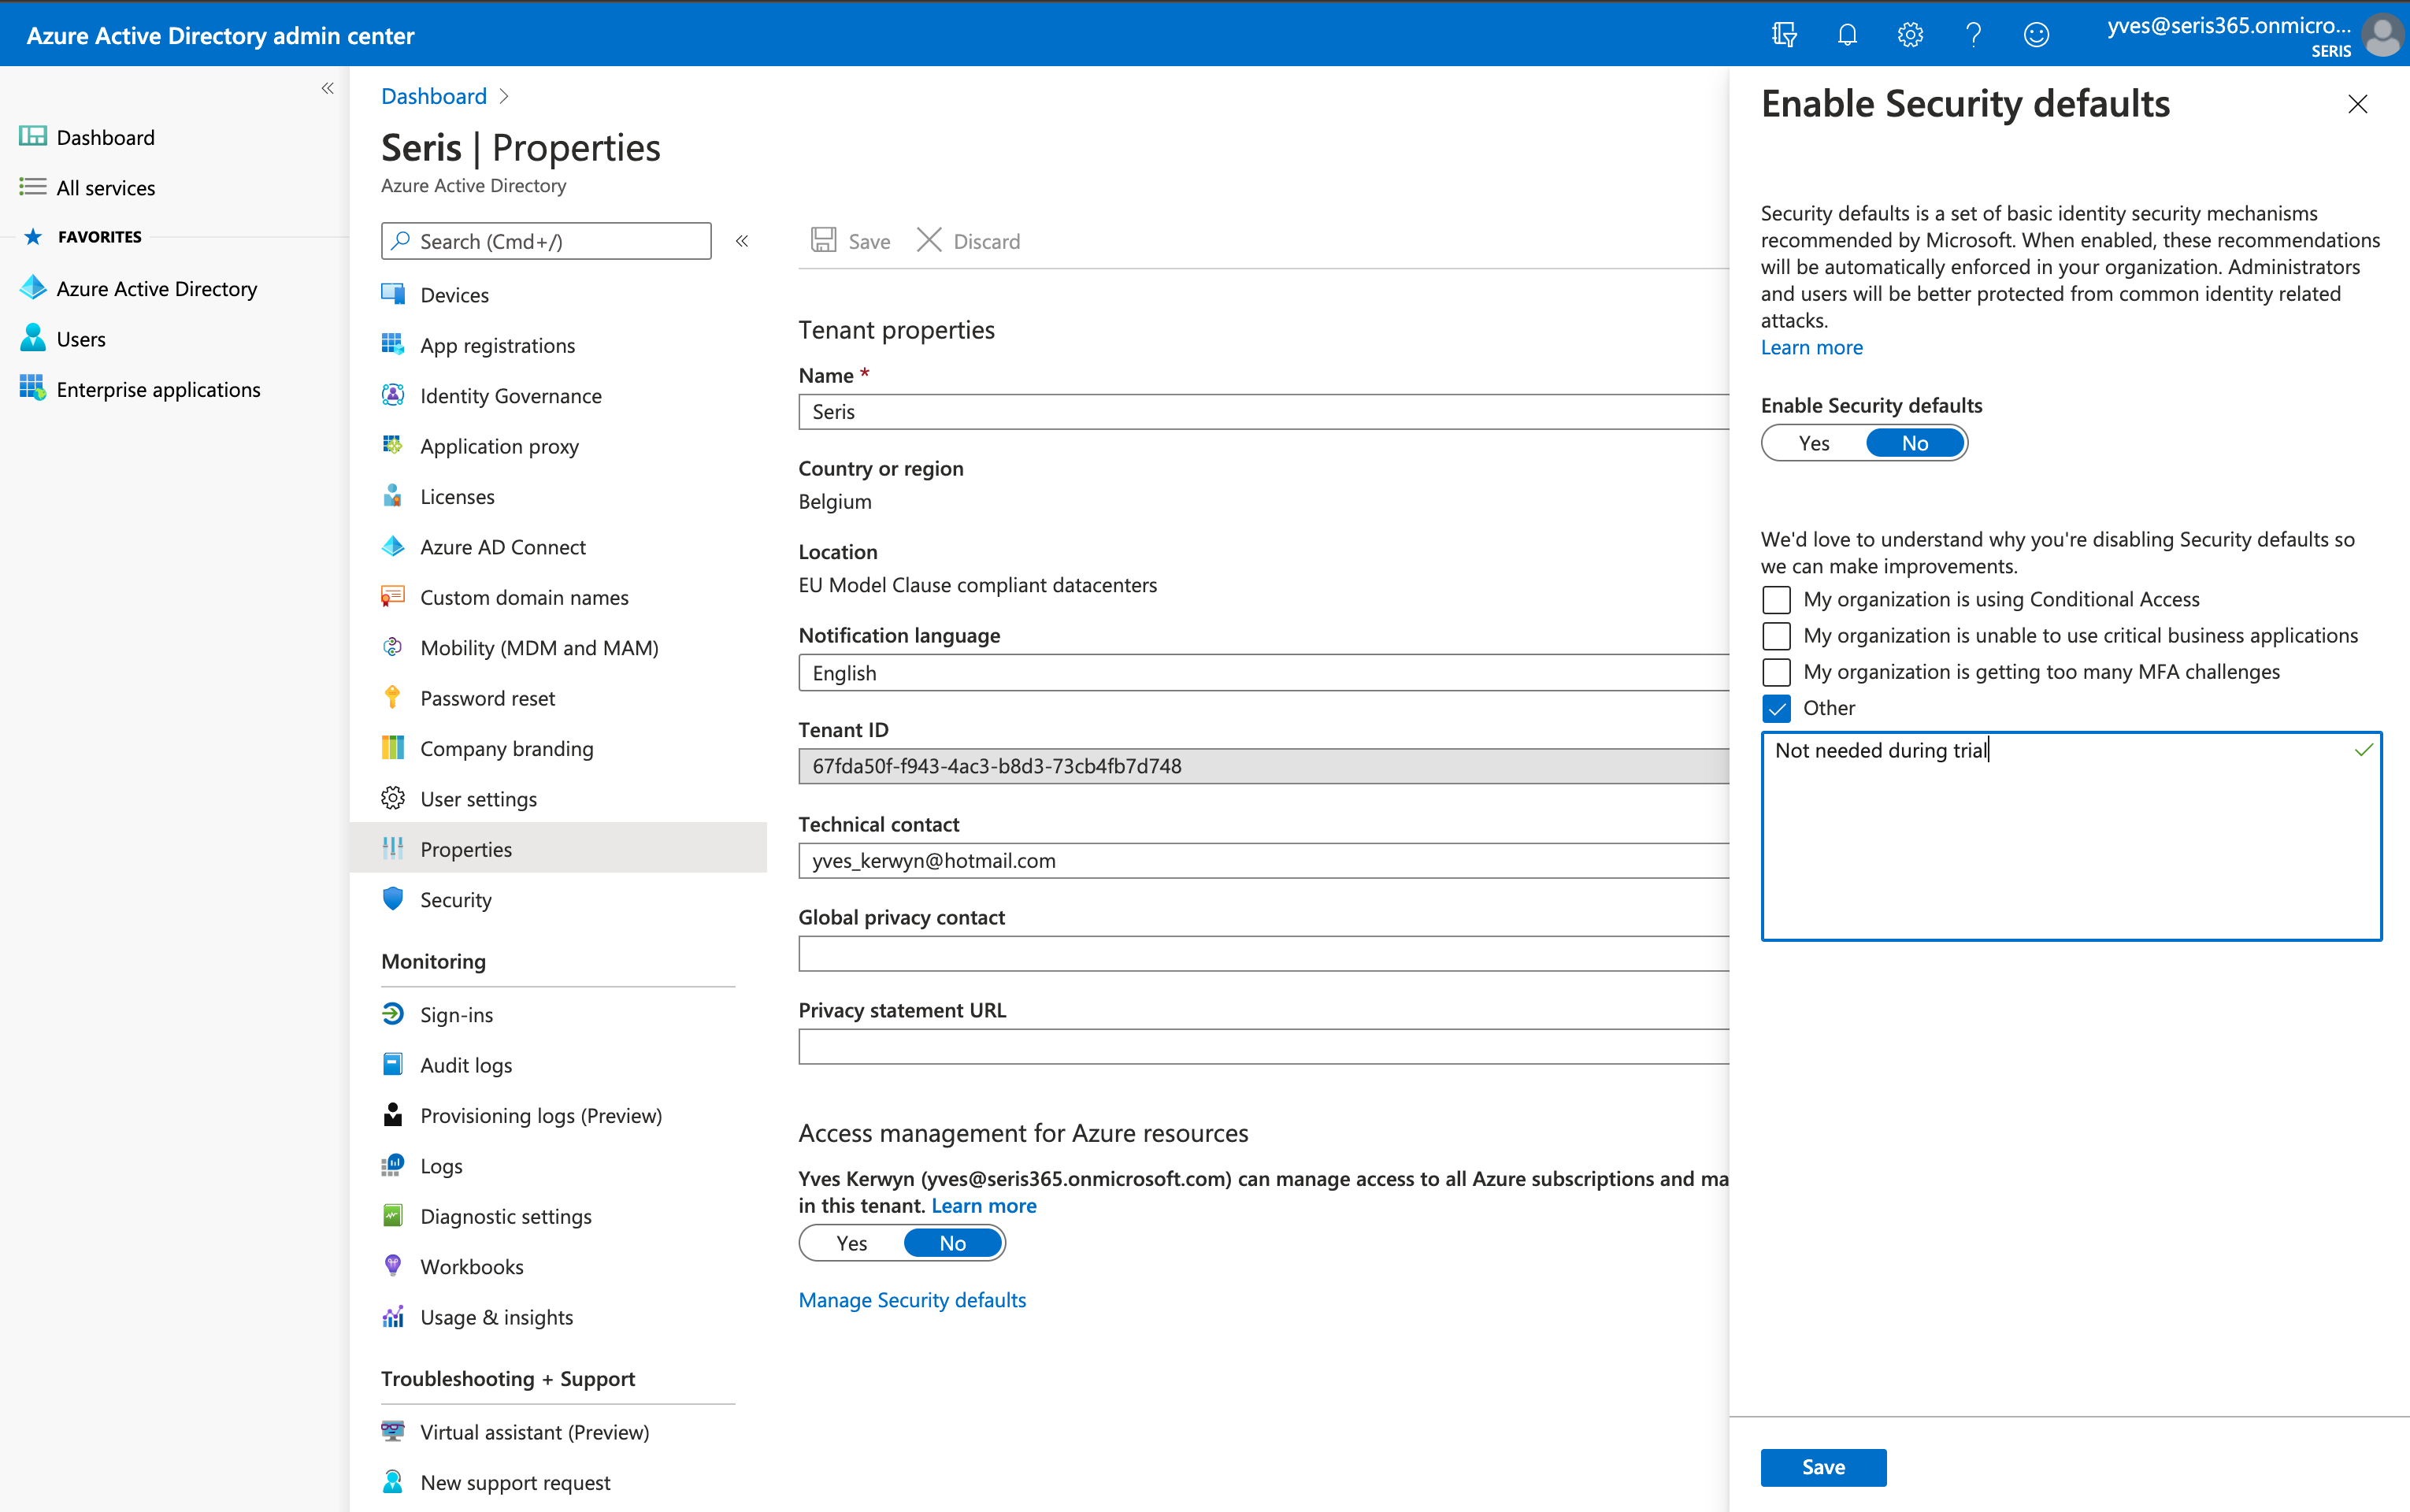 Azure Active Directory admin center
yves@seris365.onmicro...
SERIS
Dashboard
All services
FAVORITES
Azure Active Directory
Users
Enterprise applications
Dashboard
Seris | Properties
Azure Active Directory
Search (Cmd+/)
Devices
App registrations
Identity Governance
Application proxy
Licenses
Azure AD Connect
Custom domain names
Mobility (MDM and MAM)
Password reset
Company branding
User settings
Properties
Security
Monitoring
Sign-ins
Audit logs
Provisioning logs (Preview)
Logs
Diagnostic settings
Workbooks
Usage & insights
Troubleshooting + Support
Virtual assistant (Preview)
New support request
Save
Discard
Tenant properties
Name *
Seris
Country or region
Belgium
Location
EU Model Clause compliant datacenters
Notification language
English
Tenant ID
67fda50f-f943-4ac3-b8d3-73cb4fb7d748
Technical contact
yves_kerwyn@hotmail.com
Global privacy contact
Privacy statement URL
Access management for Azure resources
Yves Kerwyn (yves@seris365.onmicrosoft.com) can manage access to all Azure subscriptions and ma
in this tenant. Learn more
Yes No
Manage Security defaults
Enable Security defaults
Security defaults is a set of basic identity security mechanisms
recommended by Microsoft. When enabled, these recommendations
will be automatically enforced in your organization. Administrators
and users will be better protected from common identity related
attacks.
Learn more
Enable Security defaults
Yes No
We'd love to understand why you're disabling Security defaults so
we can make improvements.
My organization is using Conditional Access
My organization is unable to use critical business applications
My organization is getting too many MFA challenges
Other
Not needed during trial
Save